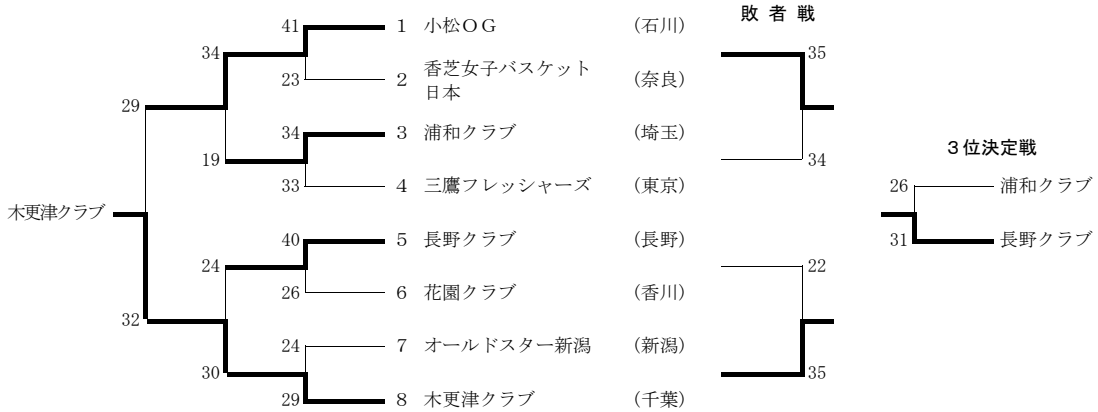 敗者戦
41 1 小松ＯＧ (石川)
34 35
23 2 香芝女子バスケット
日本 (奈良)
29
34 3 浦和クラブ (埼玉)
19 34
３位決定戦
33 4 三鷹フレッシャーズ (東京)
26 浦和クラブ
木更津クラブ
40 5 長野クラブ (長野)
31 長野クラブ
24 22
26 6 花園クラブ (香川)
32
24 7 オールドスター新潟 (新潟)
30 35
29 8 木更津クラブ (千葉)